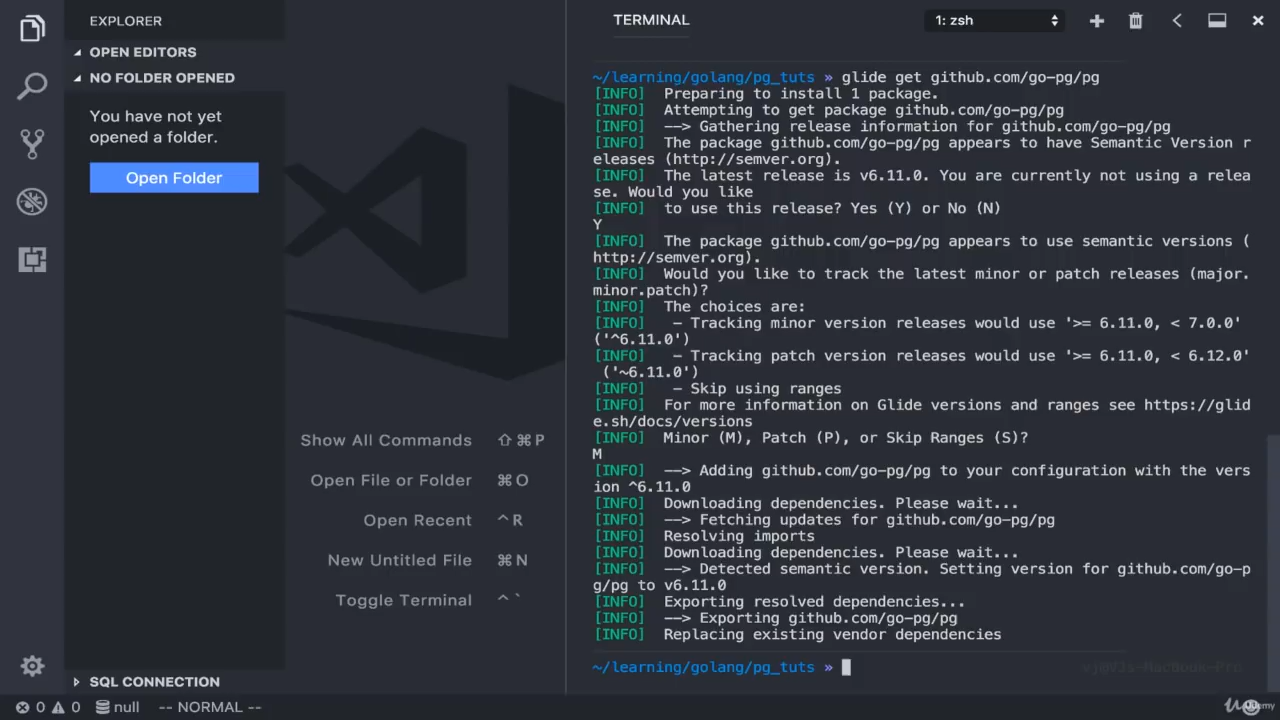 EXPLORER
OPEN EDITORS
NO FOLDER OPENED
You have not yet
opened a folder.
Open Folder
Show All Commands ⇧⌘P
Open File or Folder ⌘O
Open Recent ^R
New Untitled File ⌘N
Toggle Terminal ^`
SQL CONNECTION
TERMINAL
1: zsh
~/learning/golang/pg_tuts » glide get github.com/go-pg/pg
[INFO] Preparing to install 1 package.
[INFO] Attempting to get package github.com/go-pg/pg
[INFO] --> Gathering release information for github.com/go-pg/pg
[INFO] The package github.com/go-pg/pg appears to have Semantic Version r
eleases (http://semver.org).
[INFO] The latest release is v6.11.0. You are currently not using a relea
se. Would you like
[INFO] to use this release? Yes (Y) or No (N)
Y
[INFO] The package github.com/go-pg/pg appears to use semantic versions (
http://semver.org).
[INFO] Would you like to track the latest minor or patch releases (major.
minor.patch)?
[INFO] The choices are:
[INFO] - Tracking minor version releases would use '>= 6.11.0, < 7.0.0'
('^6.11.0')
[INFO] - Tracking patch version releases would use '>= 6.11.0, < 6.12.0'
('~6.11.0')
[INFO] - Skip using ranges
[INFO] For more information on Glide versions and ranges see https://glid
e.sh/docs/versions
[INFO] Minor (M), Patch (P), or Skip Ranges (S)?
M
[INFO] --> Adding github.com/go-pg/pg to your configuration with the vers
ion ^6.11.0
[INFO] Downloading dependencies. Please wait...
[INFO] --> Fetching updates for github.com/go-pg/pg
[INFO] Resolving imports
[INFO] Downloading dependencies. Please wait...
[INFO] --> Detected semantic version. Setting version for github.com/go-p
g/pg to v6.11.0
[INFO] Exporting resolved dependencies...
[INFO] --> Exporting github.com/go-pg/pg
[INFO] Replacing existing vendor dependencies
~/learning/golang/pg_tuts »
0 0 null -- NORMAL --
Udemy